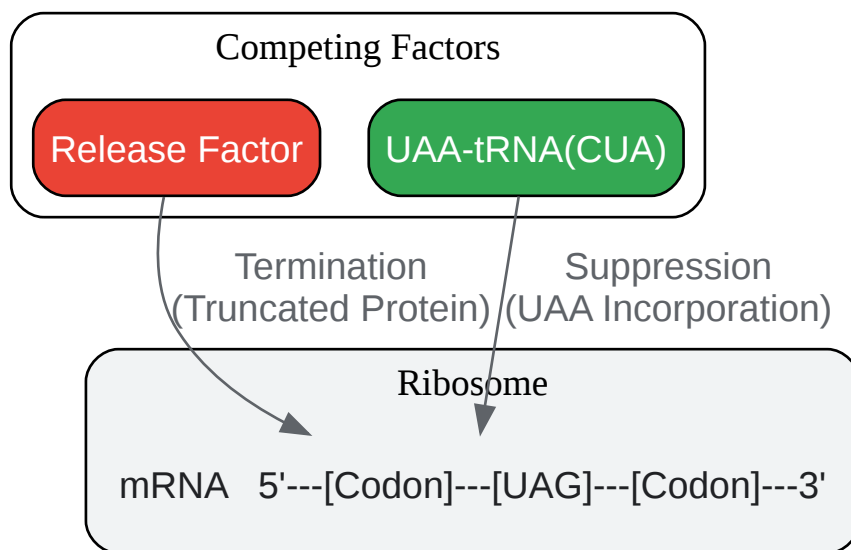 Competing Factors
Release Factor
UAA-tRNA(CUA)
Termination
(Truncated Protein)
Suppression
(UAA Incorporation)
Ribosome
mRNA 5'---[Codon]---[UAG]---[Codon]---3'